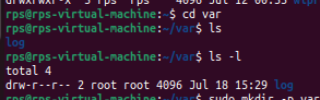 rps@rps-virtual-machine:~$ cd var
rps@rps-virtual-machine:~/var$ ls
log
rps@rps-virtual-machine:~/var$ ls -l
total 4
drw-r--r-- 2 root root 4096 Jul 18 15:29 log